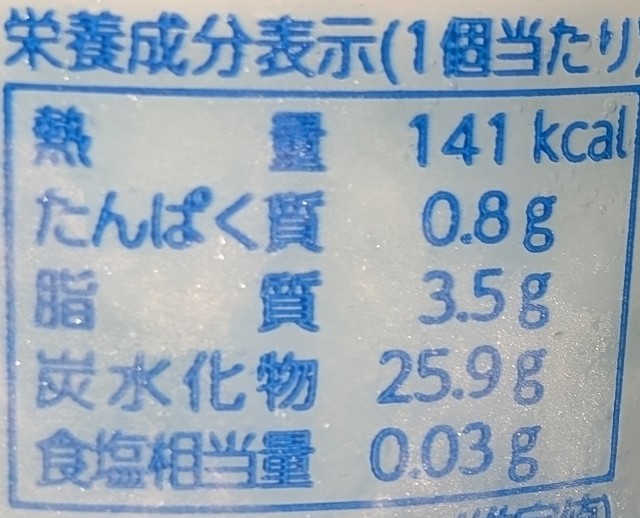 栄養成分表示(1個当たり)
熱量 141 kcal
たんぱく質 0.8g
脂質 3.5g
炭水化物 25.9g
食塩相当量 0.03g